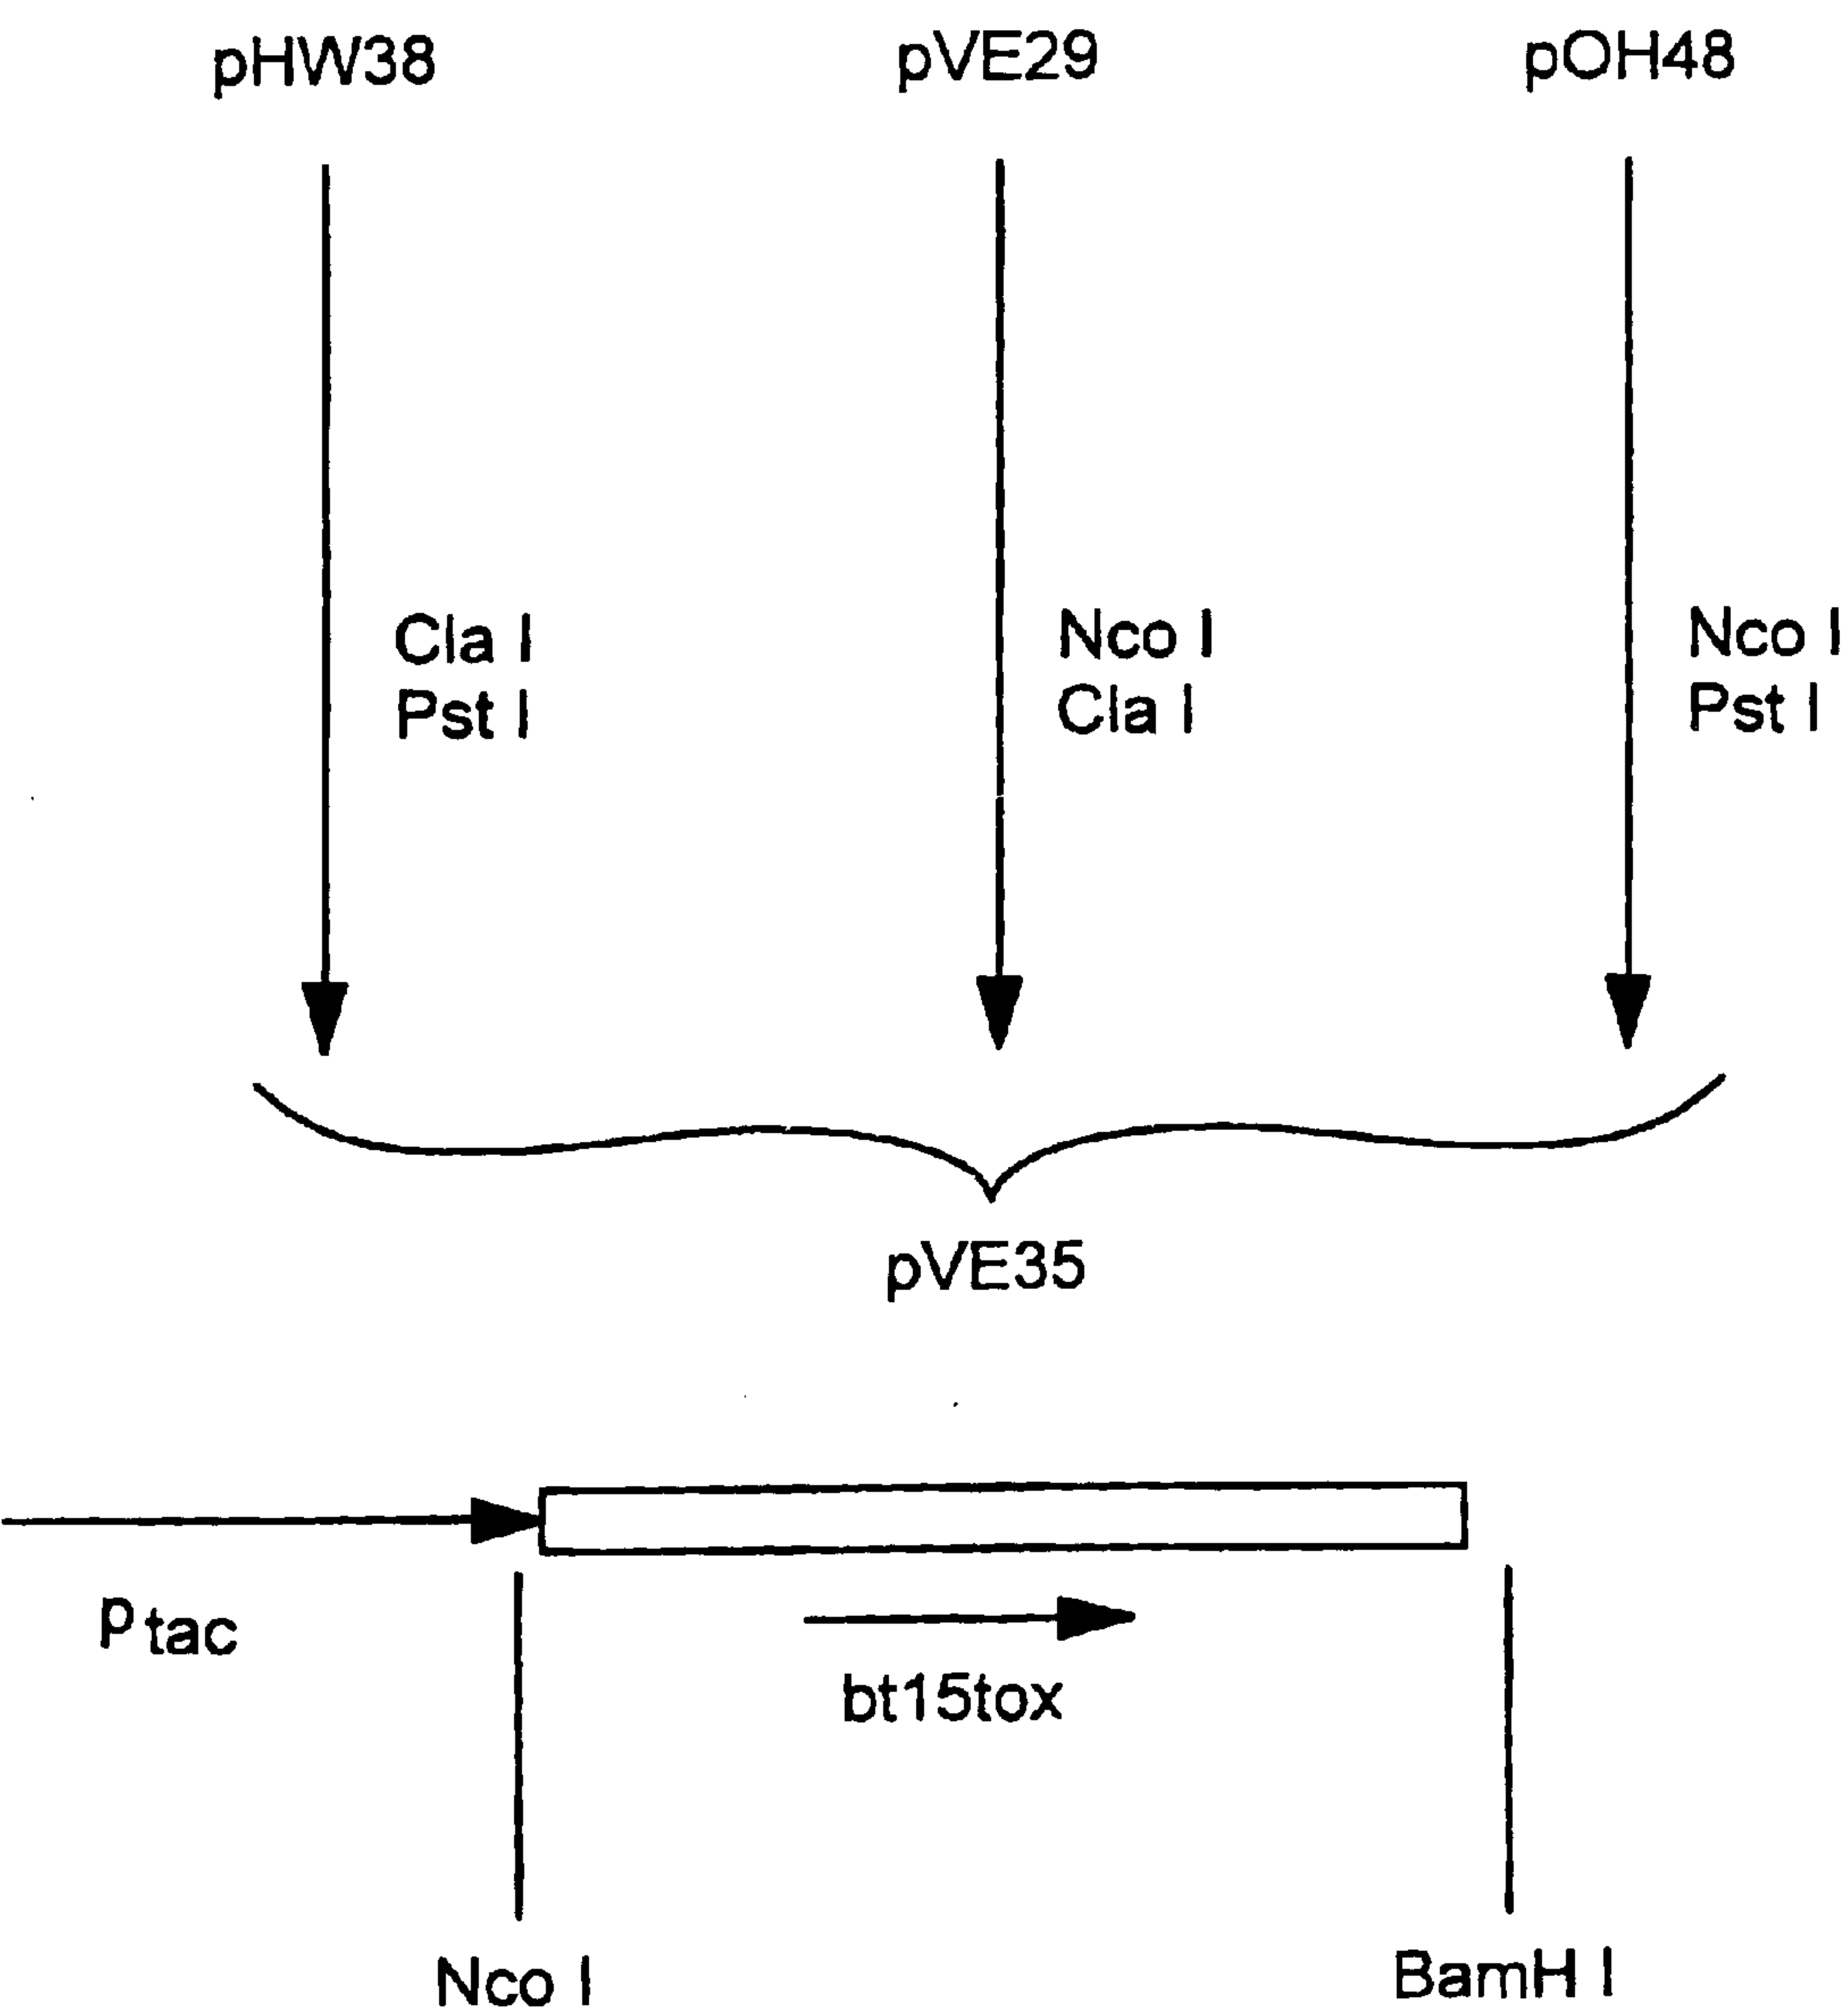 pHW38 pVE29 pOH48
Cla I Nco I Nco I
Pst I Cla I Pst I
pVE35
Ptac
bt15tox
Nco I BamH I